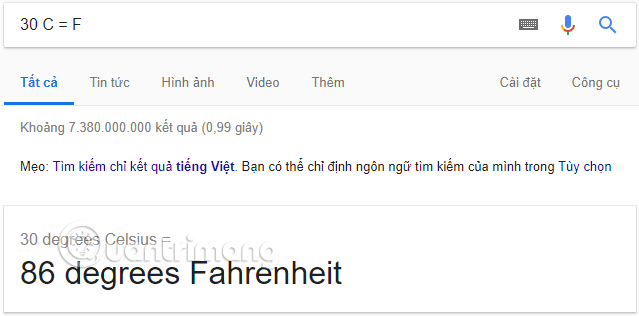 30 C = F
Tất cả Tin tức Hình ảnh Video Thêm Cài đặt Công cụ
Khoảng 7.380.000.000 kết quả (0,99 giây)
Mẹo: Tìm kiếm chỉ kết quả tiếng Việt. Bạn có thể chỉ định ngôn ngữ tìm kiếm của mình trong Tùy chọn
30 degrees Celsius =
Quantrimang
86 degrees Fahrenheit